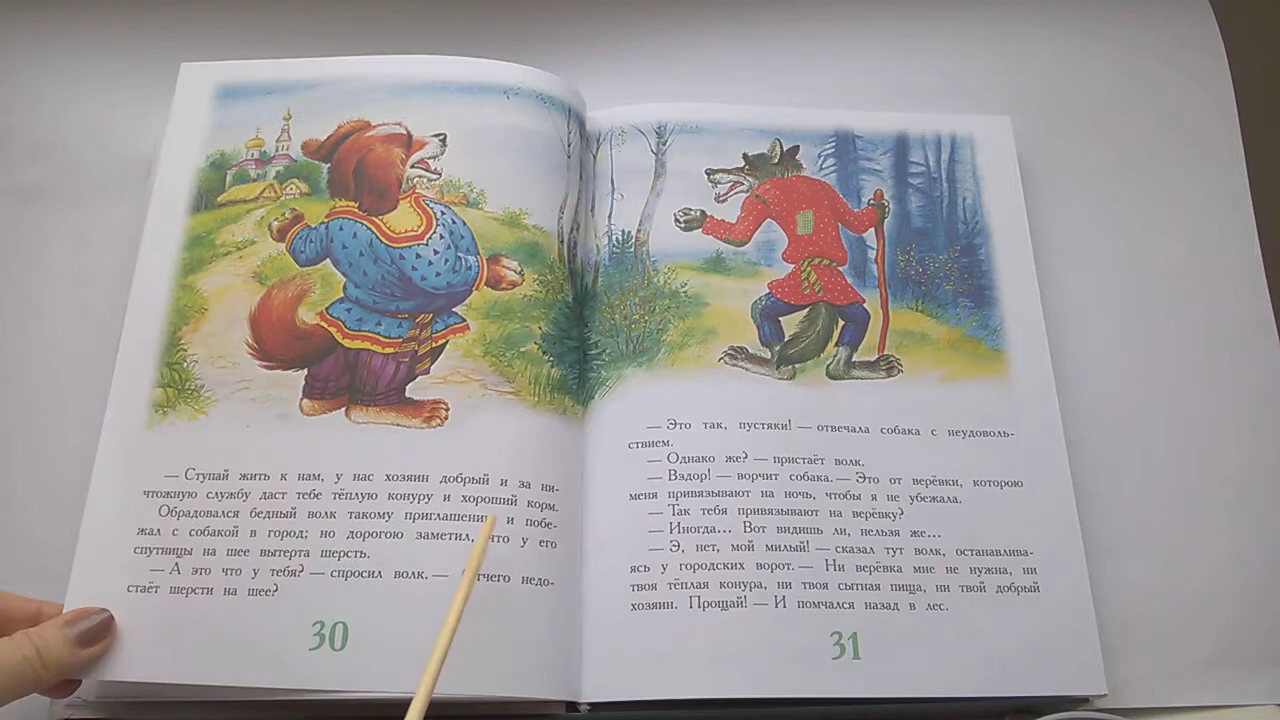 — Ступай жить к нам, у нас хозяин добрый и за ни-
чтожную службу даст тебе тёплую конуру и хороший корм.
Обрадовался бедный волк такому приглашению и побе-
жал с собакой в город; но дорогою заметил, что у его
спутницы на шее вытерта шерсть.
— А это что у тебя? — спросил волк. — Отчего недо-
стаёт шерсти на шее?
30
— Это так, пустяки! — отвечала собака с неудоволь-
ствием.
— Однако же? — пристаёт волк.
— Вздор! — ворчит собака. — Это от верёвки, которою
меня привязывают на ночь, чтобы я не убежала.
— Так тебя привязывают на верёвку?
— Иногда... Вот видишь ли, нельзя же...
— Э, нет, мой милый! — сказал тут волк, останавлива-
ясь у городских ворот. — Ни верёвка мне не нужна, ни
твоя тёплая конура, ни твоя сытная пища, ни твой добрый
хозяин. Прощай! — И помчался назад в лес.
31